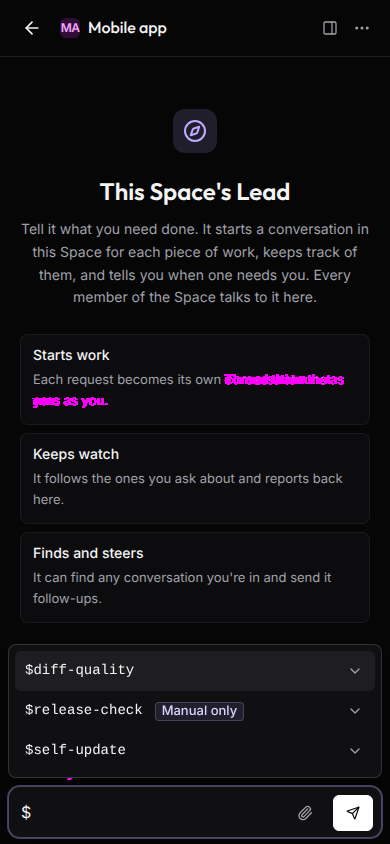 MA Mobile app
This Space's Lead
Tell it what you need done. It starts a conversation in
this Space for each piece of work, keeps track of
them, and tells you when one needs you. Every
member of the Space talks to it here.
Starts work
Each request becomes its own
as you.
Keeps watch
It follows the ones you ask about and reports back
here.
Finds and steers
It can find any conversation you're in and send it
follow-ups.
$diff-quality
$release-check Manual only
$self-update
$